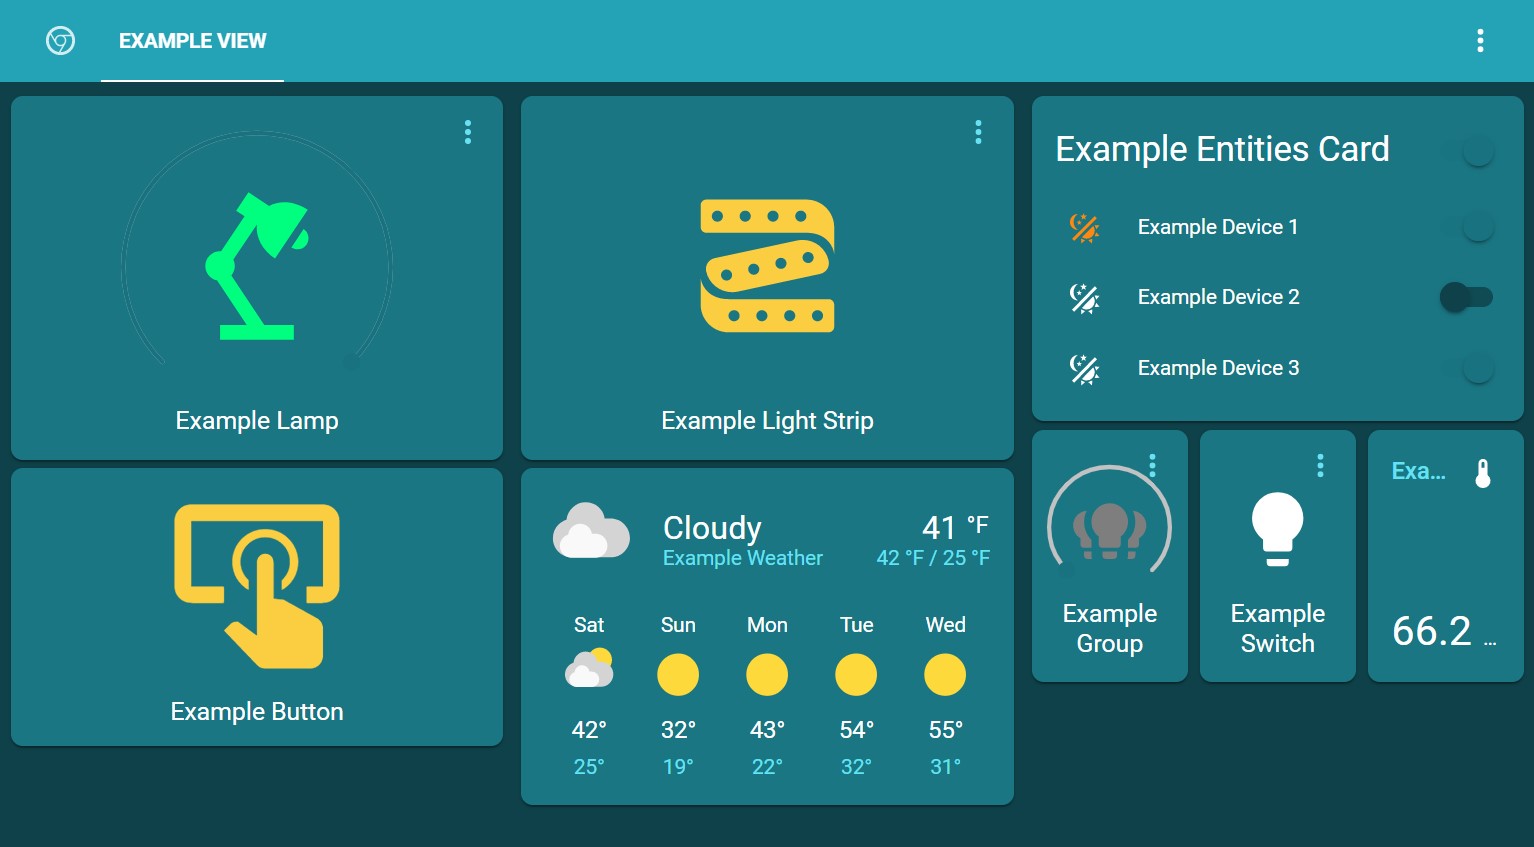 EXAMPLE VIEW
Example Lamp
Example Light Strip
Example Entities Card
Example Device 1
Example Device 2
Example Device 3
Example Button
Cloudy
41 °F
Example Weather
42 °F / 25 °F
Sat Sun Mon Tue Wed
42° 32° 43° 54° 55°
25° 19° 22° 32° 31°
Example
Group
Example
Switch
Exa...
66.2 ...